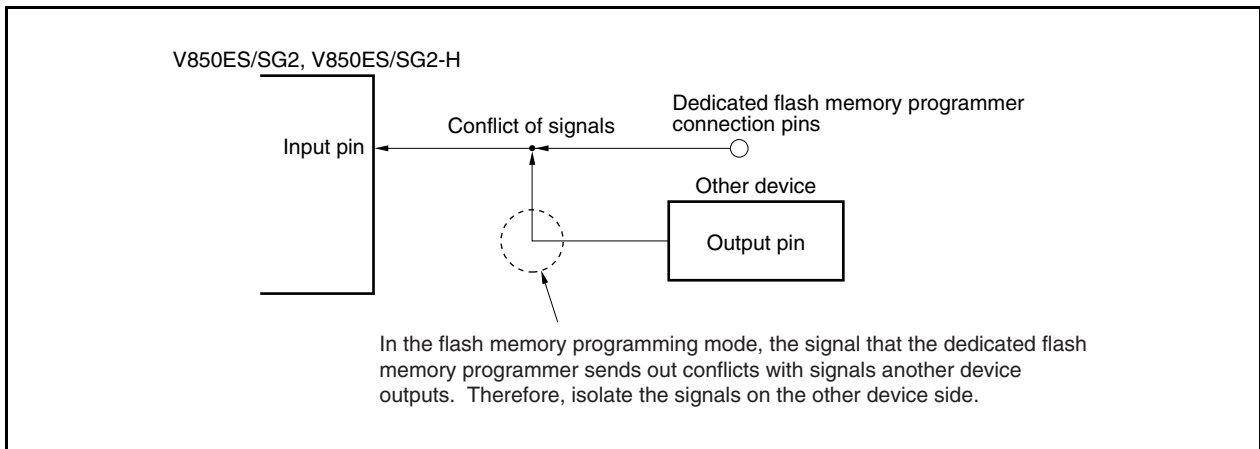 V850ES/SG2, V850ES/SG2-H
Dedicated flash memory programmer
connection pins
Conflict of signals
Input pin
Other device
Output pin
In the flash memory programming mode, the signal that the dedicated flash
memory programmer sends out conflicts with signals another device
outputs.  Therefore, isolate the signals on the other device side.